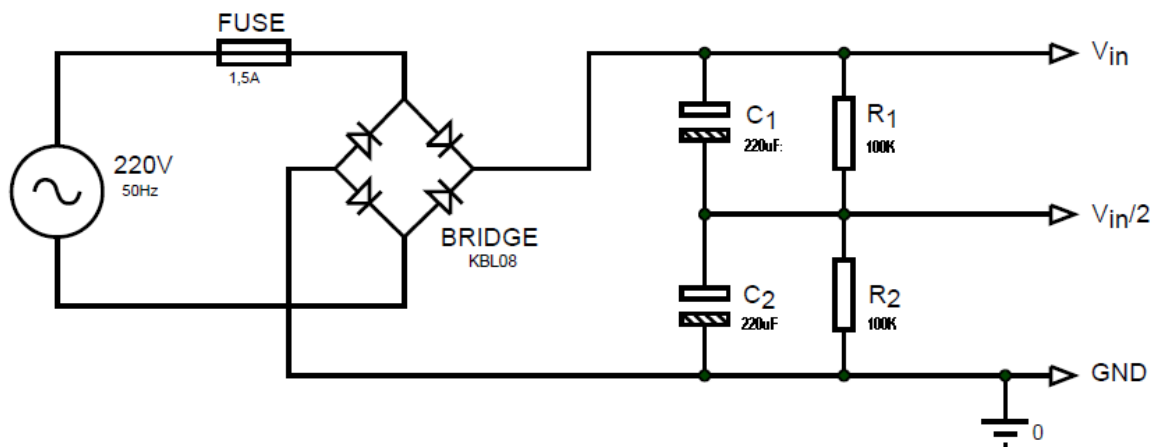 FUSE
1,5A
220V
50Hz
BRIDGE
KBL08
C1
220uF:
R1
100K
C2
220uF
R2
100K
Vin
Vin/2
GND
0